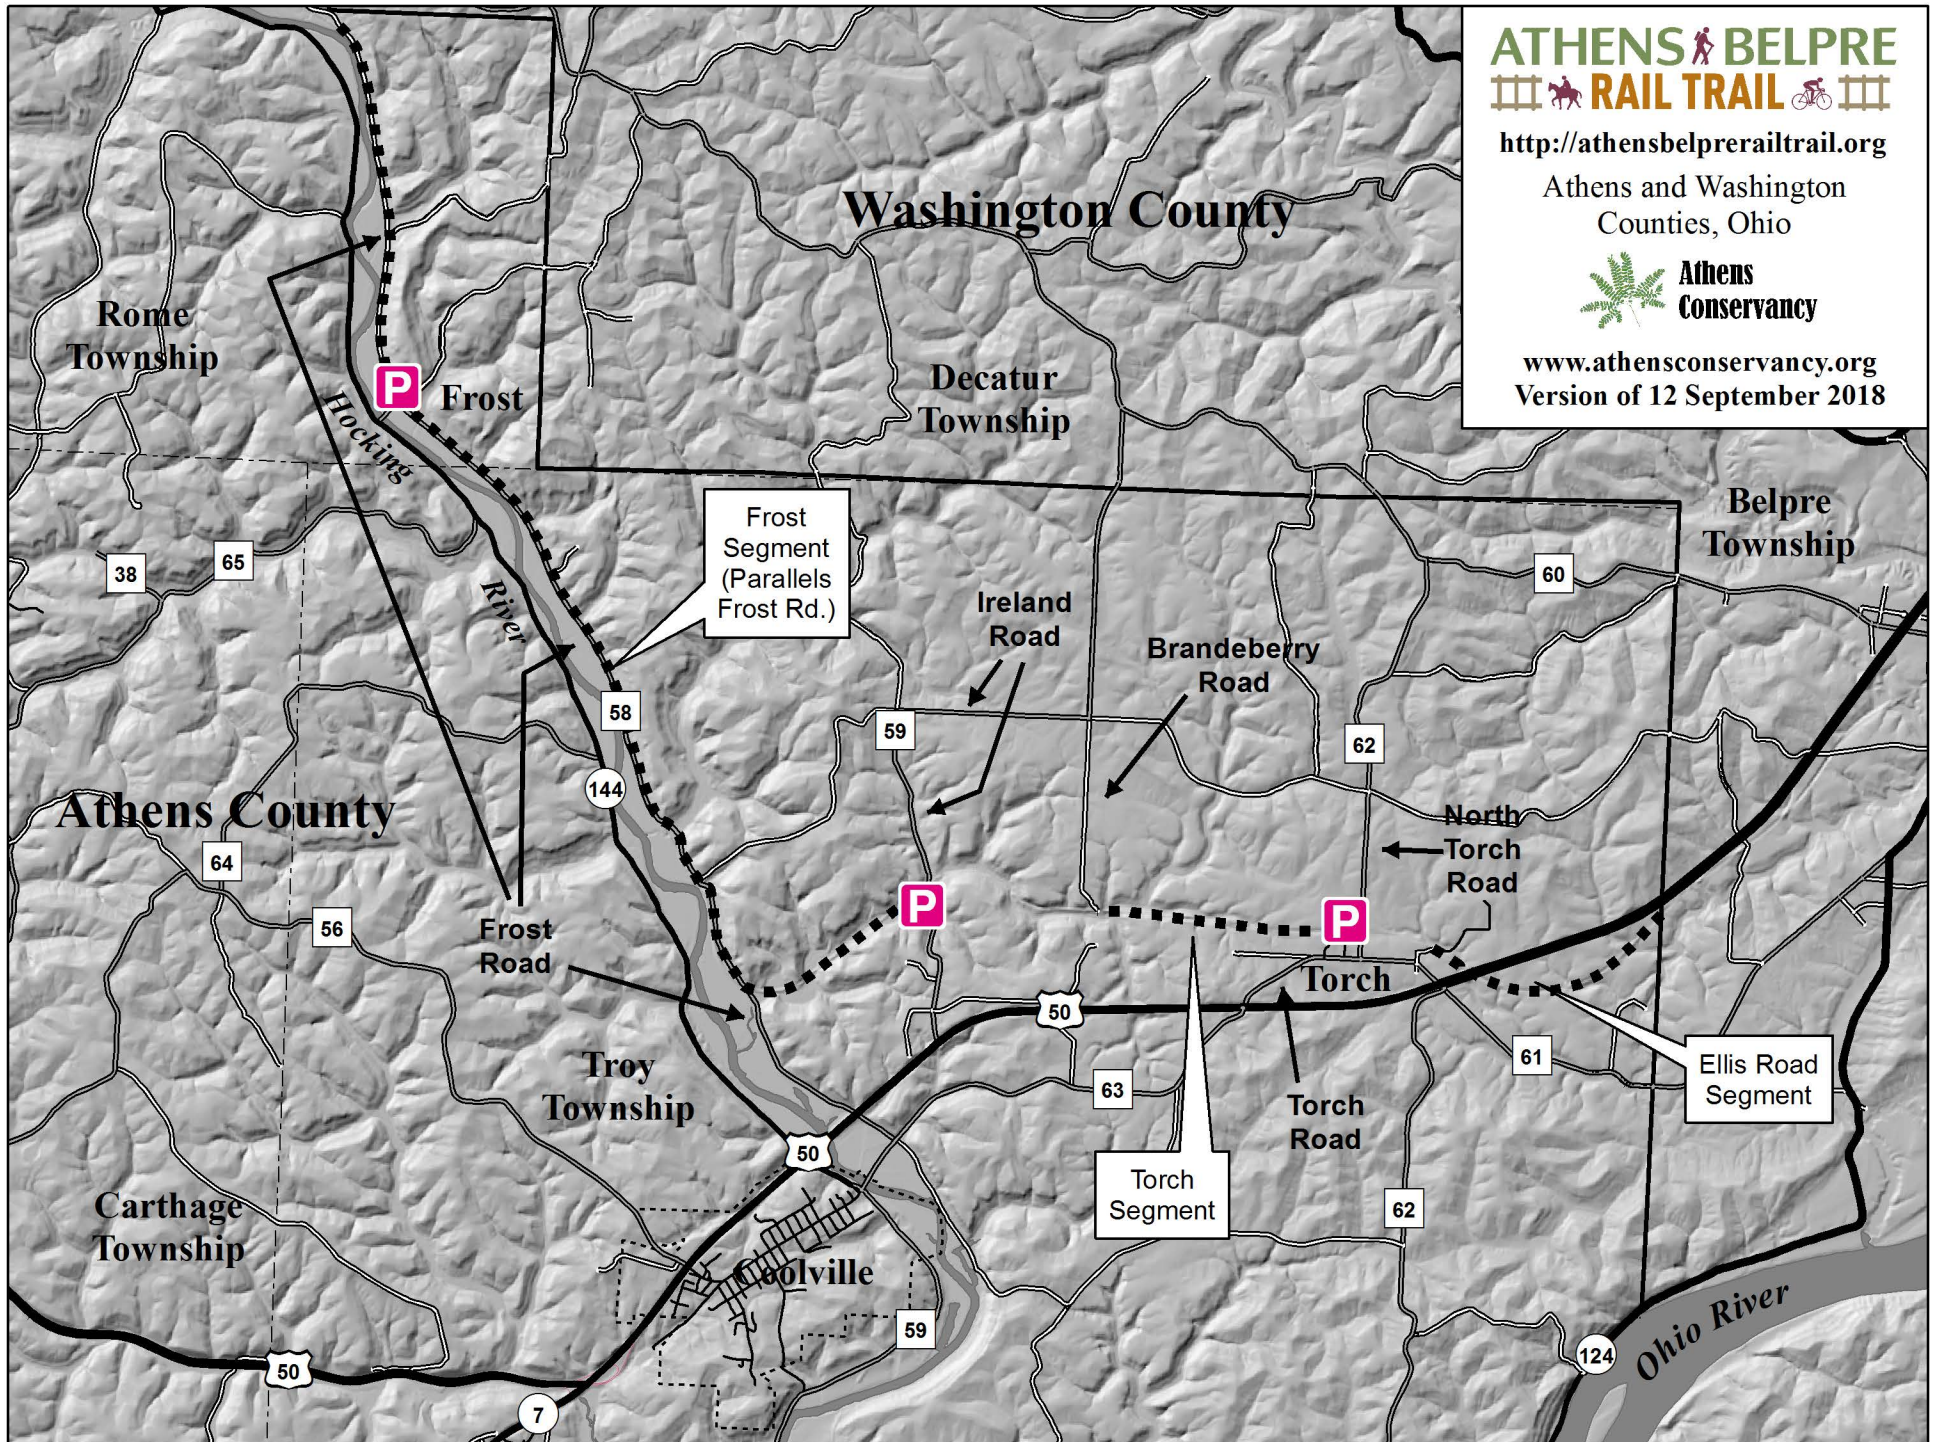 ATHENS BELPRE
RAIL TRAIL
http://athensbelprerailtrail.org
Athens and Washington
Counties, Ohio
Athens
Conservancy
www.athensconservancy.org
Version of 12 September 2018
Washington County
Rome
Township
P
Frost
Hocking
River
Decatur
Township
Belpre
Township
Frost
Segment
(Parallels
Frost Rd.)
38
65
60
Ireland
Road
Brandeberry
Road
58
59
62
144
Athens County
North
Torch
Road
64
56
P
P
Frost
Road
Torch
50
61
Ellis Road
Segment
Troy
Township
63
Torch
Road
50
Torch
Segment
62
Carthage
Township
Coolville
59
Ohio River
124
50
7